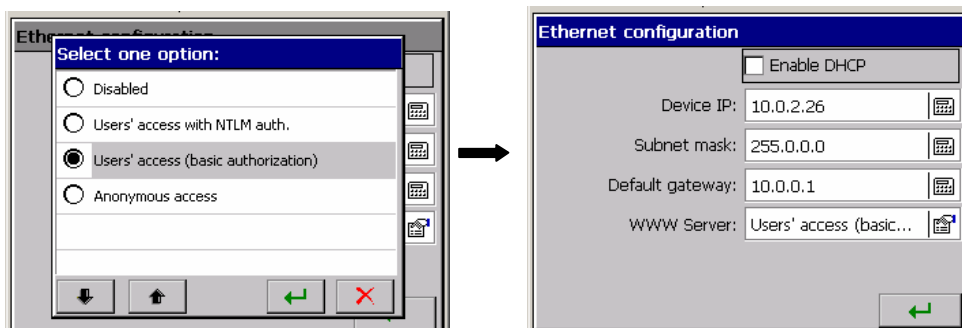 Ethernet configuration
Select one option:
Disabled
Users' access with NTLM auth.
Users' access (basic authorization)
Anonymous access
Ethernet configuration
Enable DHCP
Device IP: 10.0.2.26
Subnet mask: 255.0.0.0
Default gateway: 10.0.0.1
WWW Server: Users' access (basic...